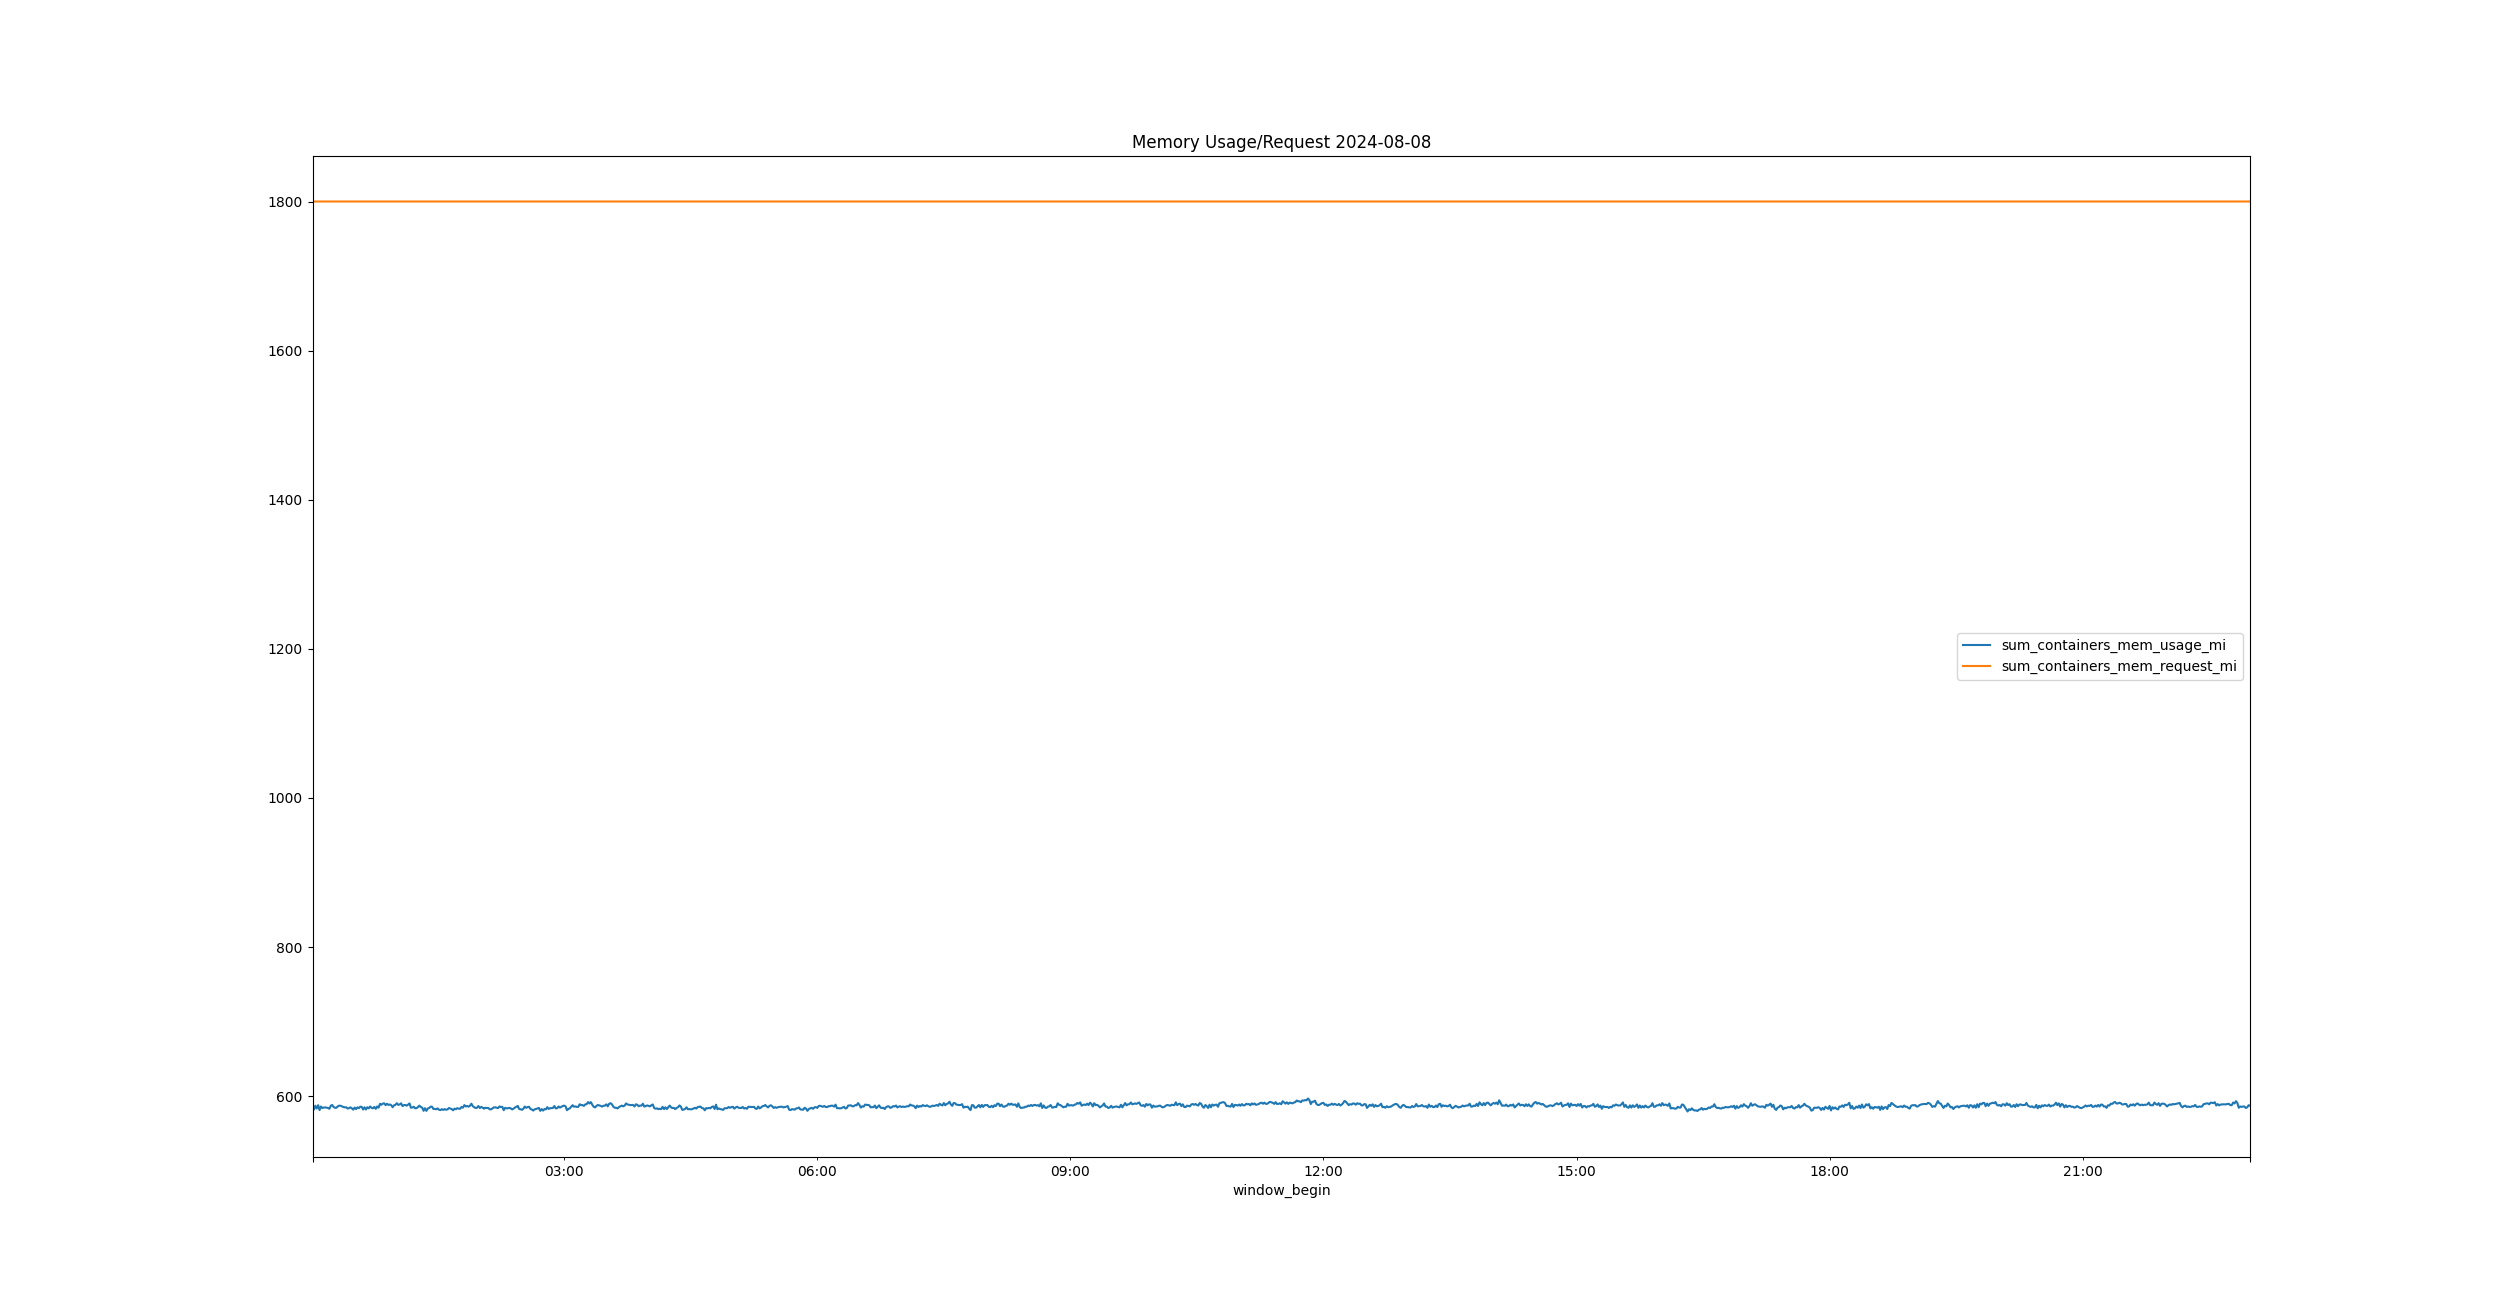 Memory Usage/Request 2024-08-08
1800
1600
1400
1200
1000
800
600
sum_containers_mem_usage_mi
sum_containers_mem_request_mi
03:00 06:00 09:00 12:00 15:00 18:00 21:00
window_begin